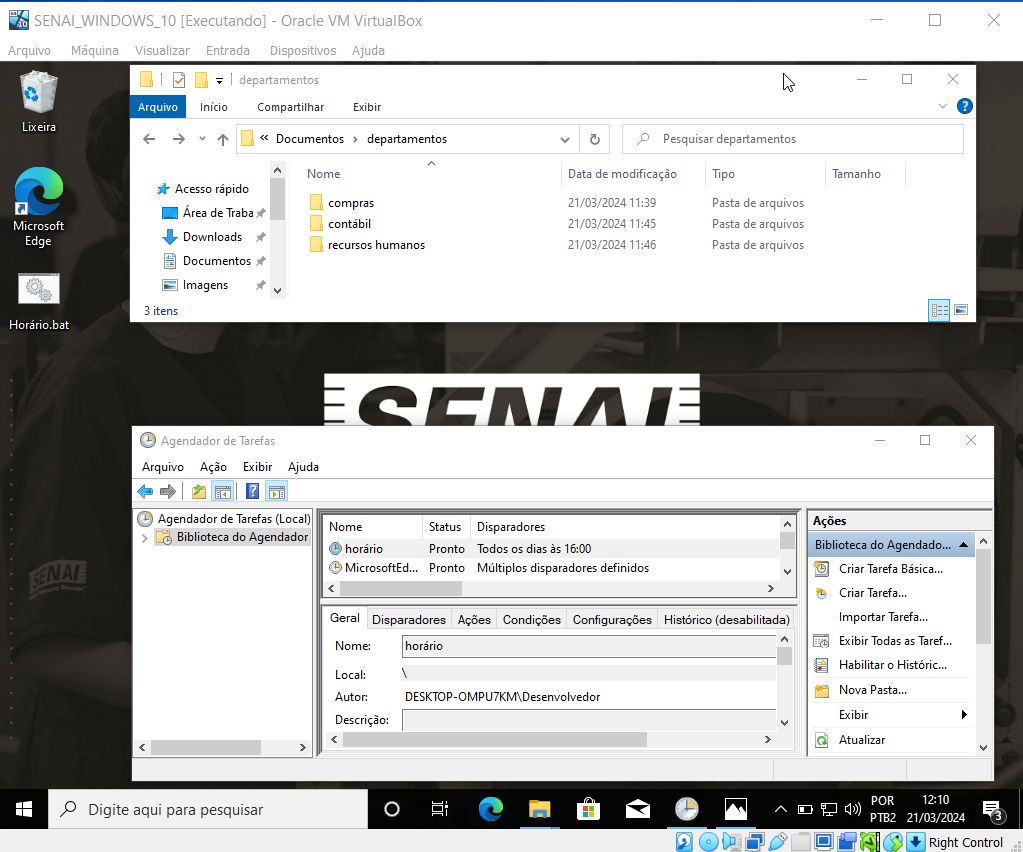 SENAI_WINDOWS_10 [Executando] - Oracle VM VirtualBox
Arquivo Máquina Visualizar Entrada Dispositivos Ajuda
Lixeira
Microsoft
Edge
Horário.bat
departamentos
Arquivo Início Compartilhar Exibir
« Documentos > departamentos
Pesquisar departamentos
Acesso rápido
Área de Traba
Downloads
Documentos
Imagens
Nome Data de modificação Tipo Tamanho
compras 21/03/2024 11:39 Pasta de arquivos
contábil 21/03/2024 11:45 Pasta de arquivos
recursos humanos 21/03/2024 11:46 Pasta de arquivos
3 itens
SENAI
SENAI
Agendador de Tarefas
Arquivo Ação Exibir Ajuda
Agendador de Tarefas (Local)
Biblioteca do Agendador
Nome Status Disparadores
horário Pronto Todos os dias às 16:00
MicrosoftEd... Pronto Múltiplos disparadores definidos
Geral Disparadores Ações Condições Configurações Histórico (desabilitada)
Nome: horário
Local: \
Autor: DESKTOP-OMPU7KM\Desenvolvedor
Descrição:
Ações
Biblioteca do Agendado...
Criar Tarefa Básica...
Criar Tarefa...
Importar Tarefa...
Exibir Todas as Taref...
Habilitar o Históric...
Nova Pasta...
Exibir
Atualizar
Digite aqui para pesquisar
POR
PTB2
12:10
21/03/2024
3
Right Control